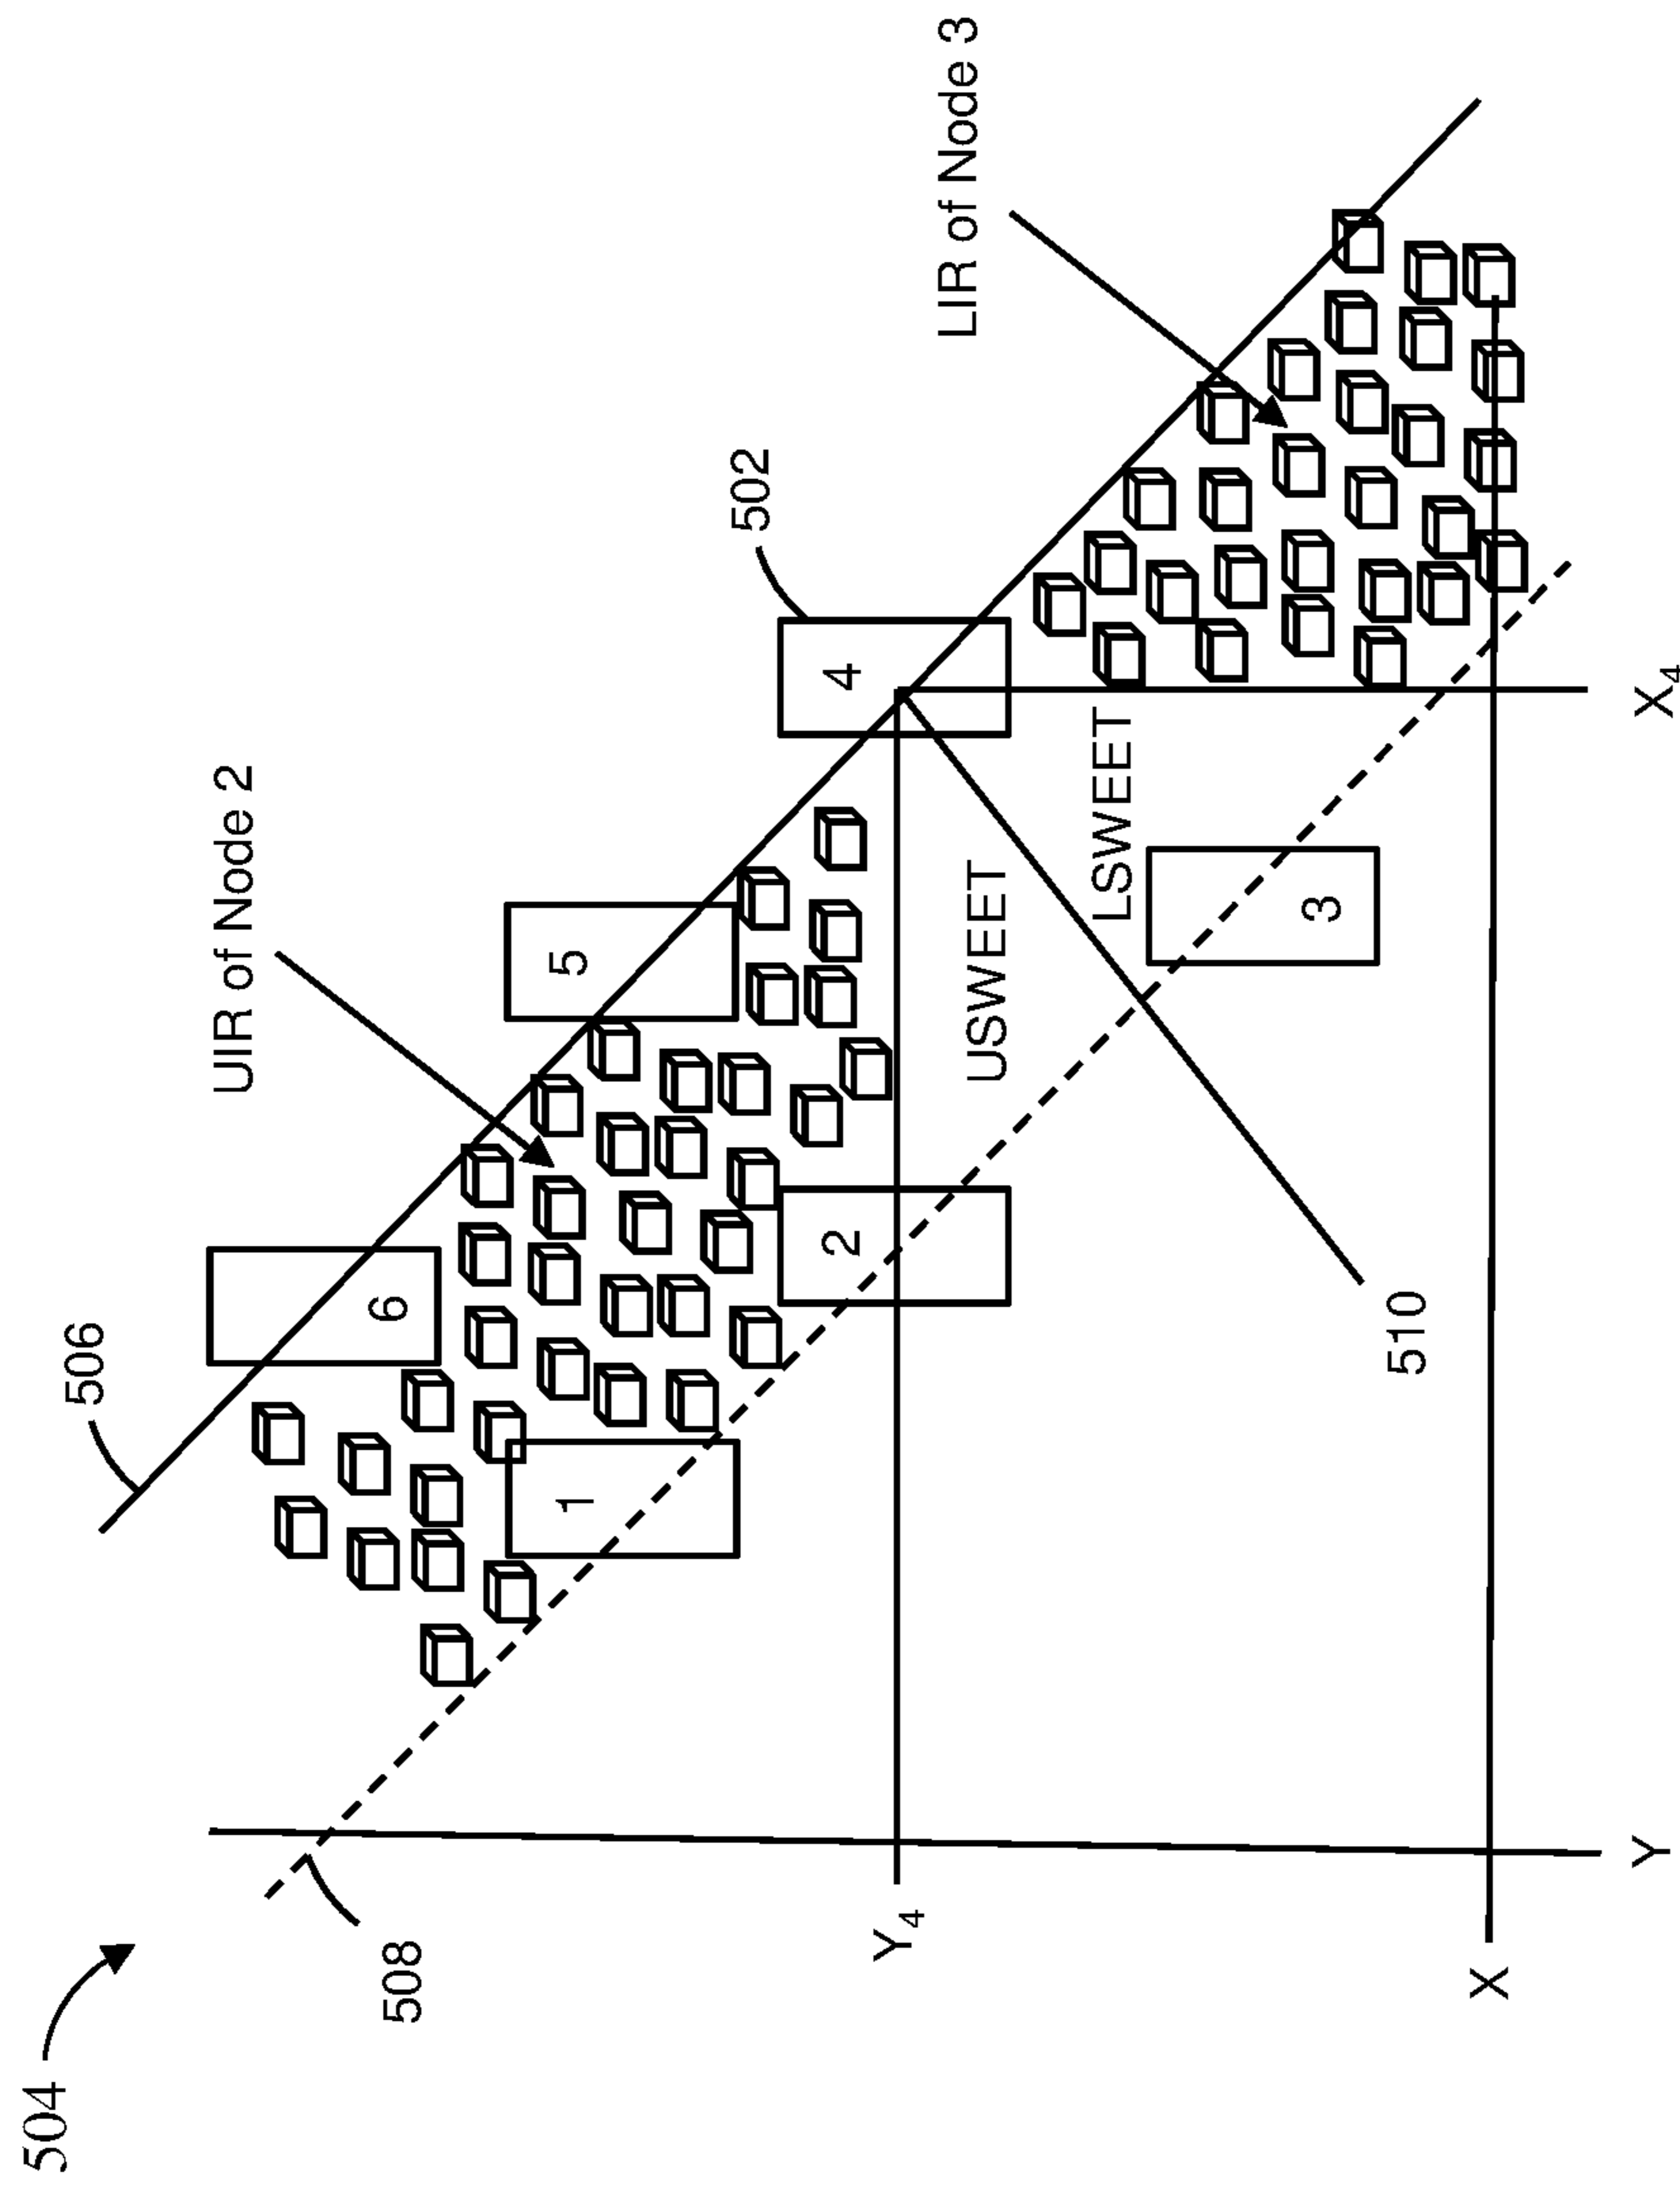 504
506
UIR of Node 2
6
508
5
1
502
2
4
Y₄
LIR of Node 3
USWEET
LSWEET
3
510
X
Y
X₄